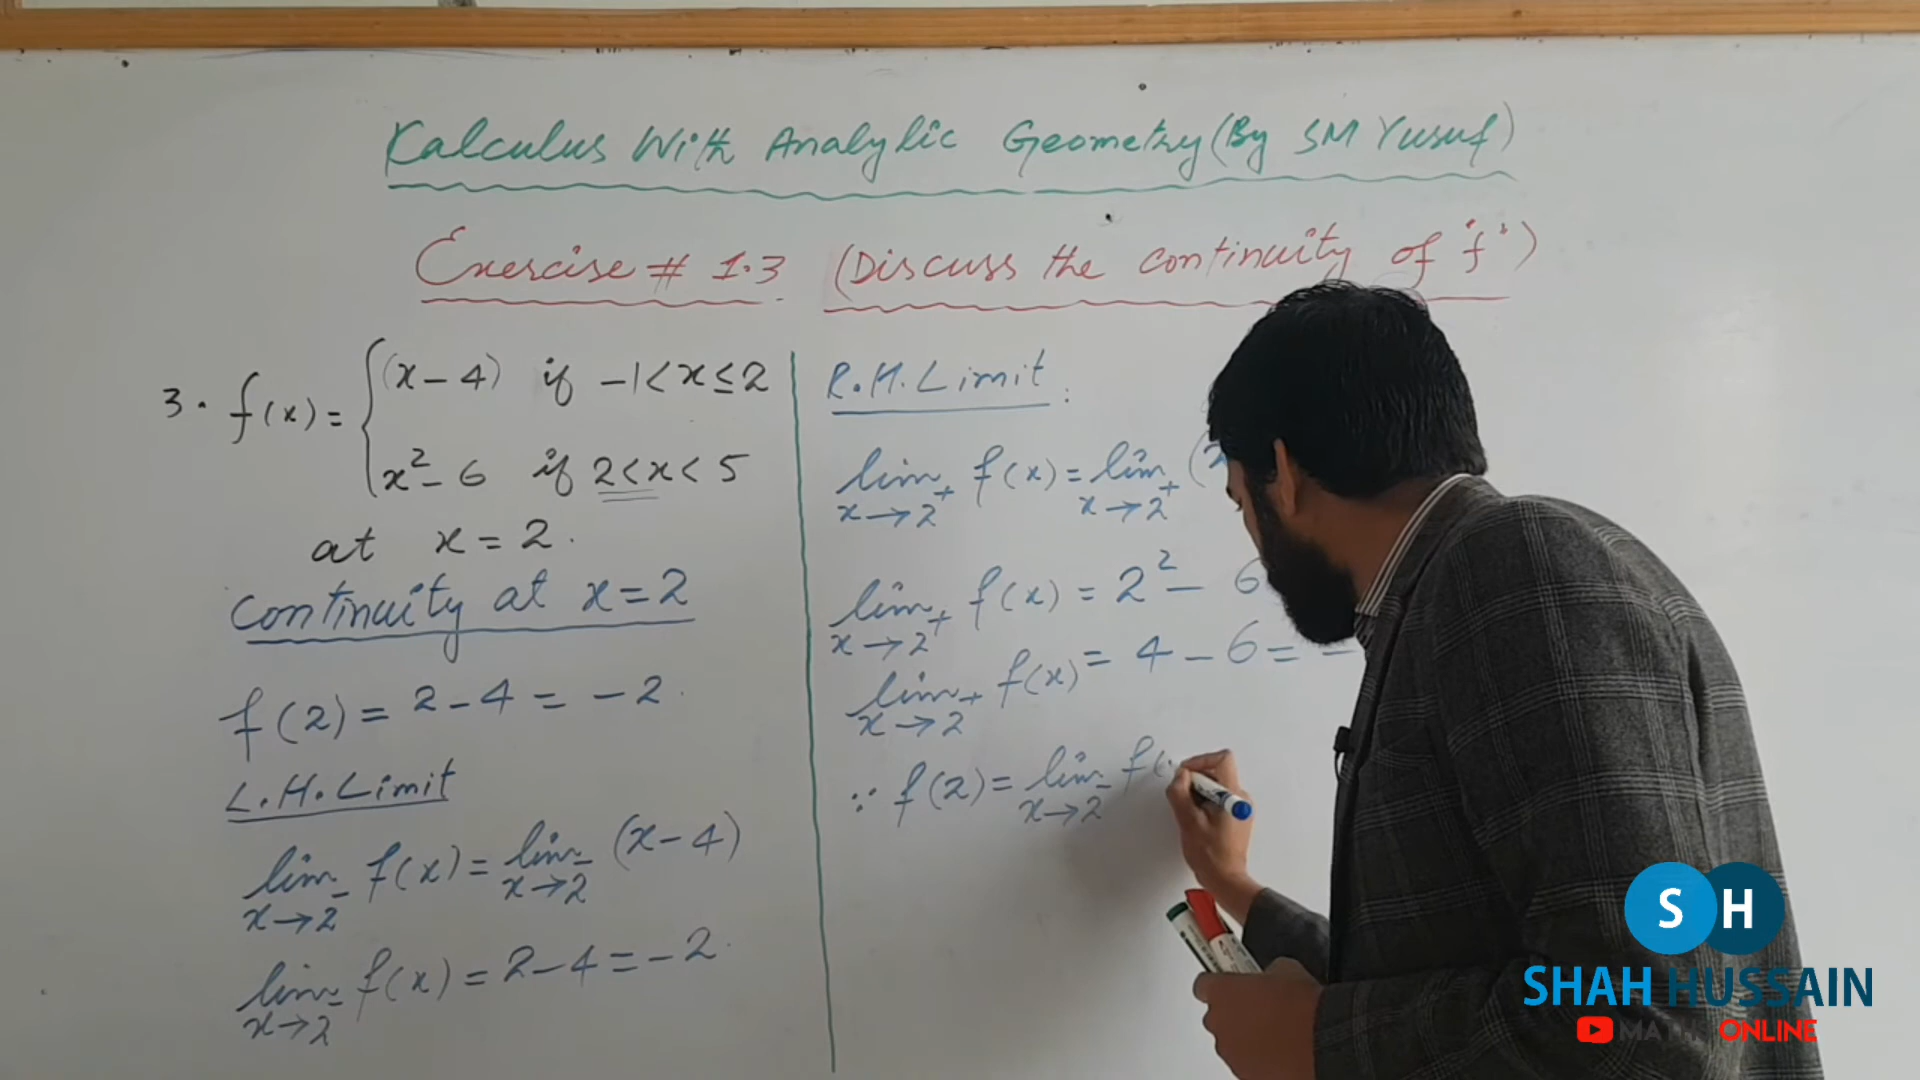 Kalculus With Analytic Geometry (By SM Yusuf)
Exercise # 1.3 (Discuss the continuity of 'f')
3. f(x) = { (x-4) if -1<x≤2
x²-6 if 2<x<5
at x=2.
Continuity at x=2
f(2) = 2-4 = -2.
L.H.Limit
lim x→2⁻ f(x) = lim x→2⁻ (x-4)
lim x→2⁻ f(x) = 2-4 = -2.
R.H.Limit:
lim x→2⁺ f(x) = lim x→2⁺ (
lim x→2⁺ f(x) = 2² - 6
lim x→2⁺ f(x) = 4-6 = -
∵ f(2) = lim x→2⁻ f(
SH
SHAH HUSSAIN
MATH ONLINE